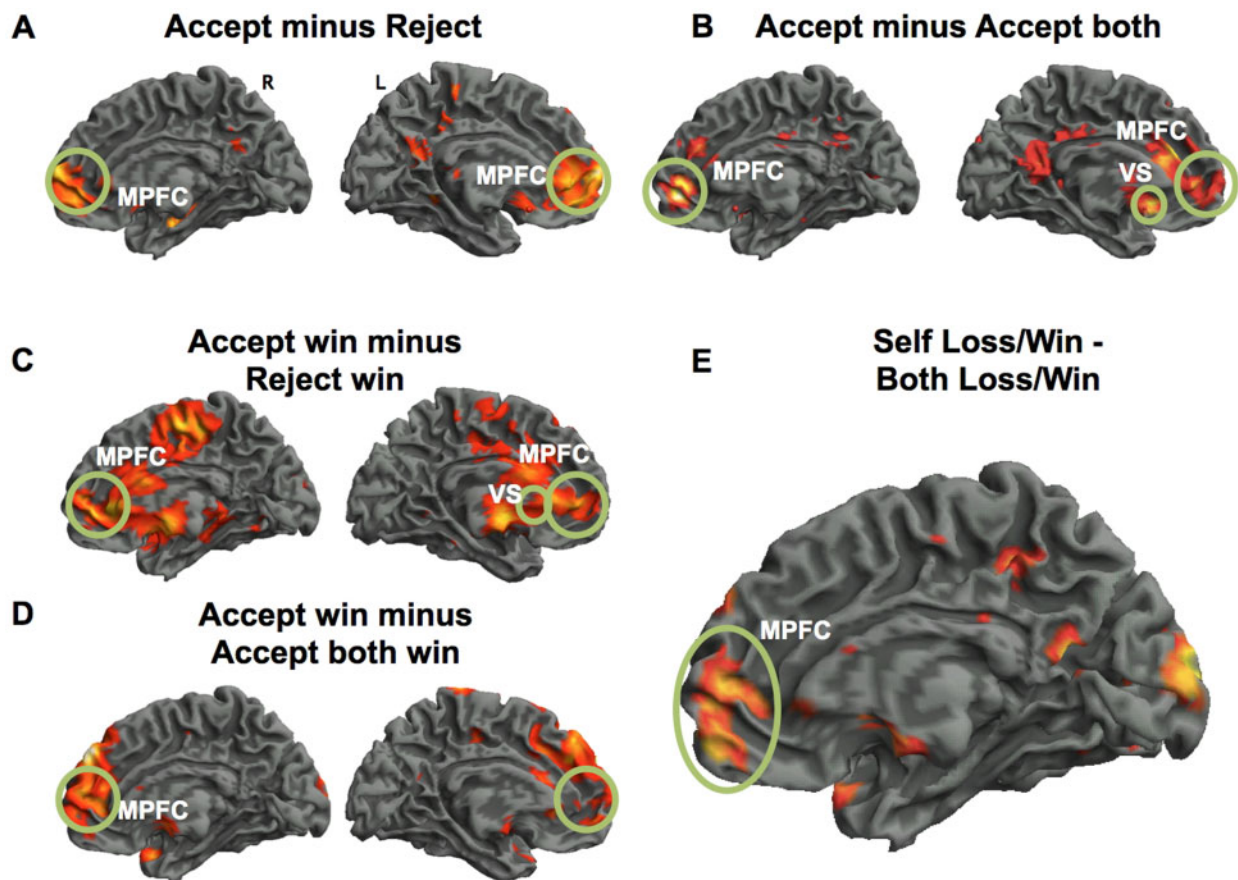 A
Accept minus Reject
R
L
MPFC
MPFC
B
Accept minus Accept both
MPFC
MPFC
VS
C
Accept win minus
Reject win
MPFC
MPFC
VS
D
Accept win minus
Accept both win
MPFC
E
Self Loss/Win -
Both Loss/Win
MPFC